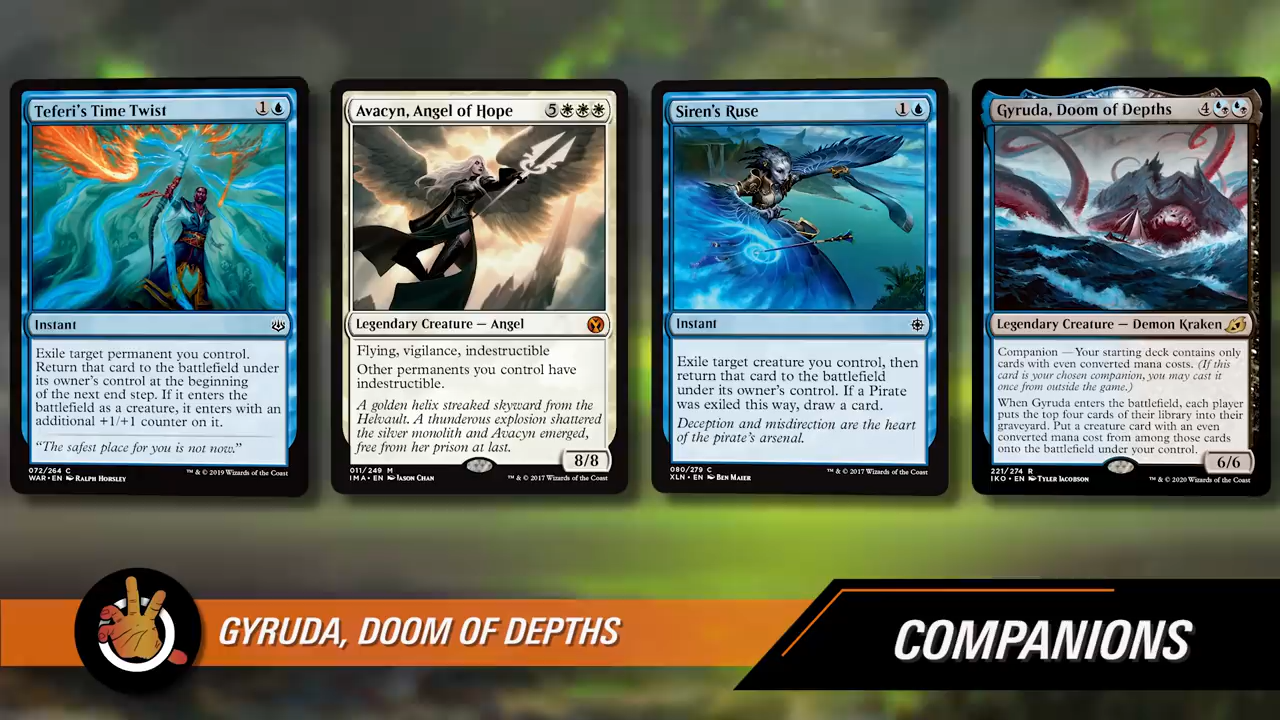 Teferi's Time Twist 1
Instant
Exile target permanent you control.
Return that card to the battlefield under
its owner's control at the beginning
of the next end step. If it enters the
battlefield as a creature, it enters with an
additional +1/+1 counter on it.
"The safest place for you is not now."
072/264 C
WAR • EN Ralph Horsley
™ & © 2019 Wizards of the Coast
Avacyn, Angel of Hope 5
Legendary Creature — Angel
Flying, vigilance, indestructible
Other permanents you control have
indestructible.
A golden helix streaked skyward from the
Helvault. A thunderous explosion shattered
the silver monolith and Avacyn emerged,
free from her prison at last.
8/8
011/249 M
IMA • EN Jason Chan
™ & © 2017 Wizards of the Coast
Siren's Ruse 1
Instant
Exile target creature you control, then
return that card to the battlefield
under its owner's control. If a Pirate
was exiled this way, draw a card.
Deception and misdirection are the heart
of the pirate's arsenal.
080/279 C
XLN • EN Ben Maier
™ & © 2017 Wizards of the Coast
Gyruda, Doom of Depths 4
Legendary Creature — Demon Kraken
Companion — Your starting deck contains only
cards with even converted mana costs. (If this
card is your chosen companion, you may cast it
once from outside the game.)
When Gyruda enters the battlefield, each player
puts the top four cards of their library into their
graveyard. Put a creature card with an even
converted mana cost from among those cards
onto the battlefield under your control.
6/6
221/274 R
IKO • EN Tyler Jacobson
™ & © 2020 Wizards of the Coast
GYRUDA, DOOM OF DEPTHS
COMPANIONS